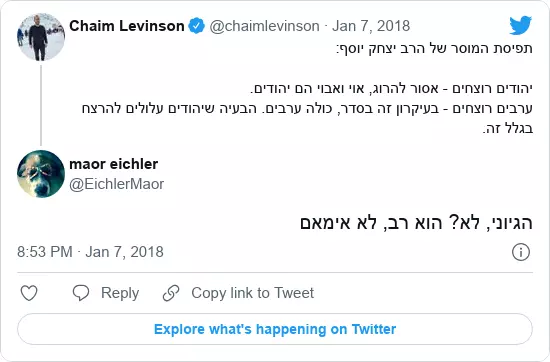 Chaim Levinson @chaimlevinson · Jan 7, 2018
תפיסת המוסר של הרב יצחק יוסף:
יהודים רוצחים - אסור להרוג, אוי ואבוי הם יהודים.
ערבים רוצחים - בעיקרון זה בסדר, כולה ערבים. הבעיה שיהודים עלולים להרצח
בגלל זה.
maor eichler
@EichlerMaor
הגיוני, לא? הוא רב, לא אימאם
8:53 PM · Jan 7, 2018
Reply
Copy link to Tweet
Explore what's happening on Twitter